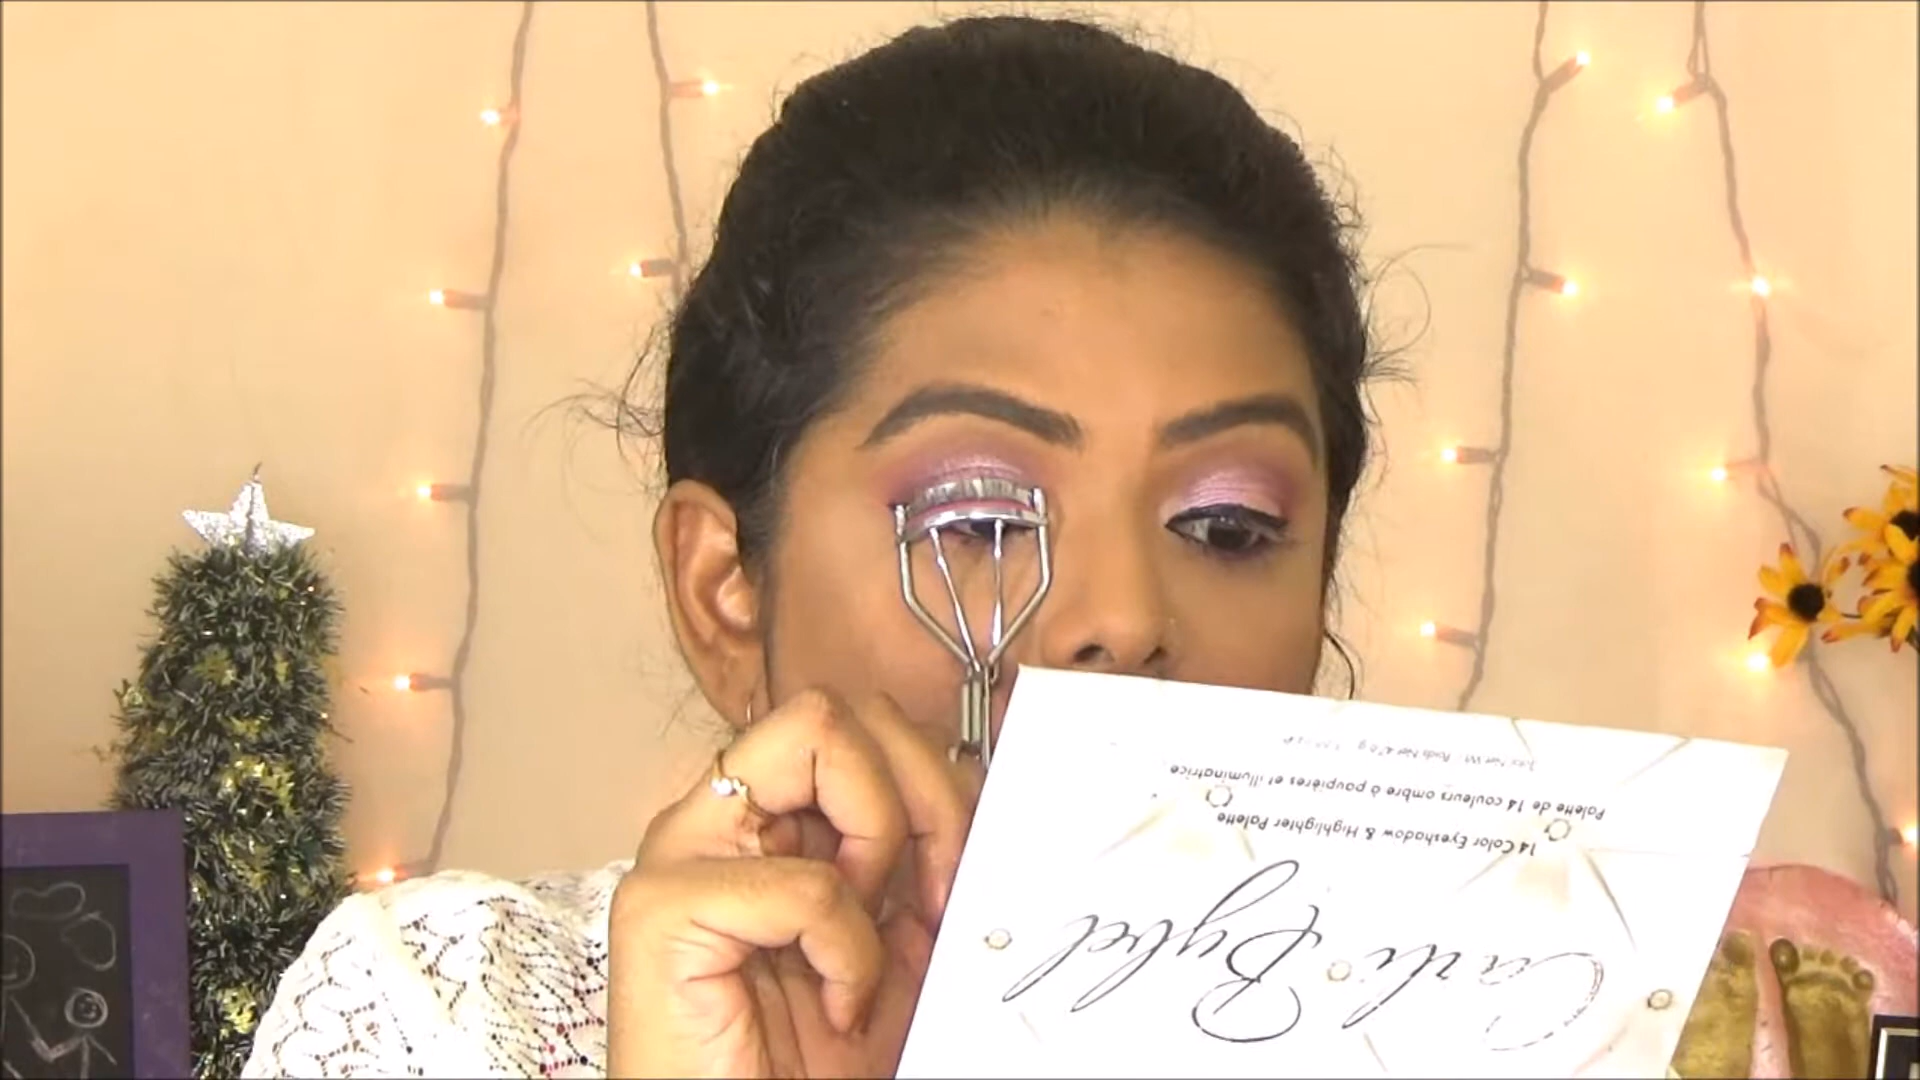 Carli Bybel
14 Color Eyeshadow & Highlighter Palette
Palette de 14 couleurs ombre à paupières et illuminatrice